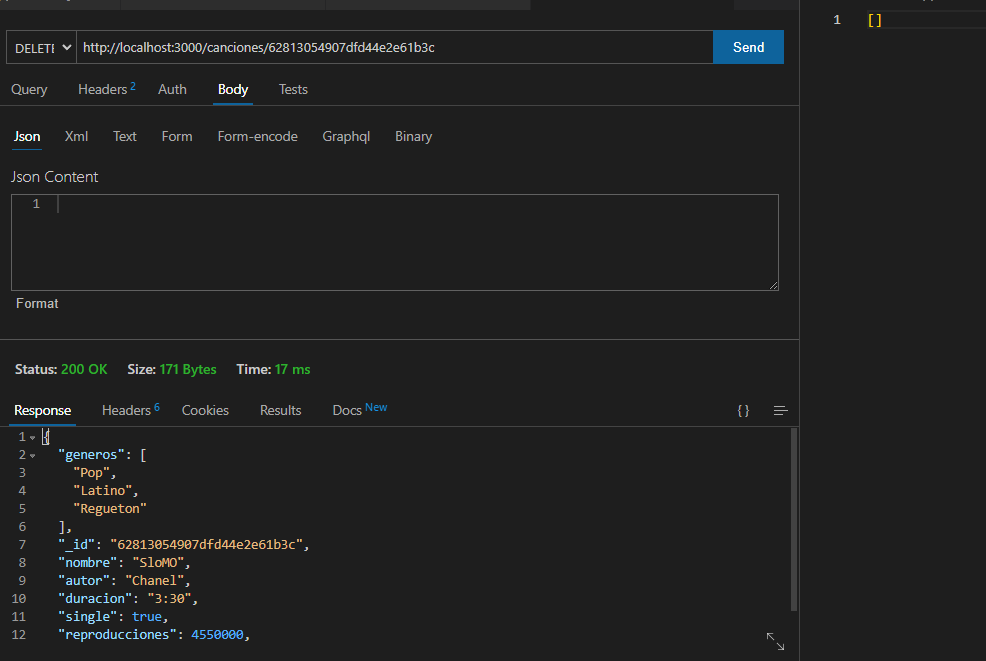 DELETE http://localhost:3000/canciones/62813054907dfd44e2e61b3c Send
Query Headers 2 Auth Body Tests
Json Xml Text Form Form-encode Graphql Binary
Json Content
1
Format
Status: 200 OK Size: 171 Bytes Time: 17 ms
Response Headers 6 Cookies Results Docs New {}
1 {
2 "generos": [
3 "Pop",
4 "Latino",
5 "Regueton"
6 ],
7 "_id": "62813054907dfd44e2e61b3c",
8 "nombre": "SloMO",
9 "autor": "Chanel",
10 "duracion": "3:30",
11 "single": true,
12 "reproducciones": 4550000,
1 []